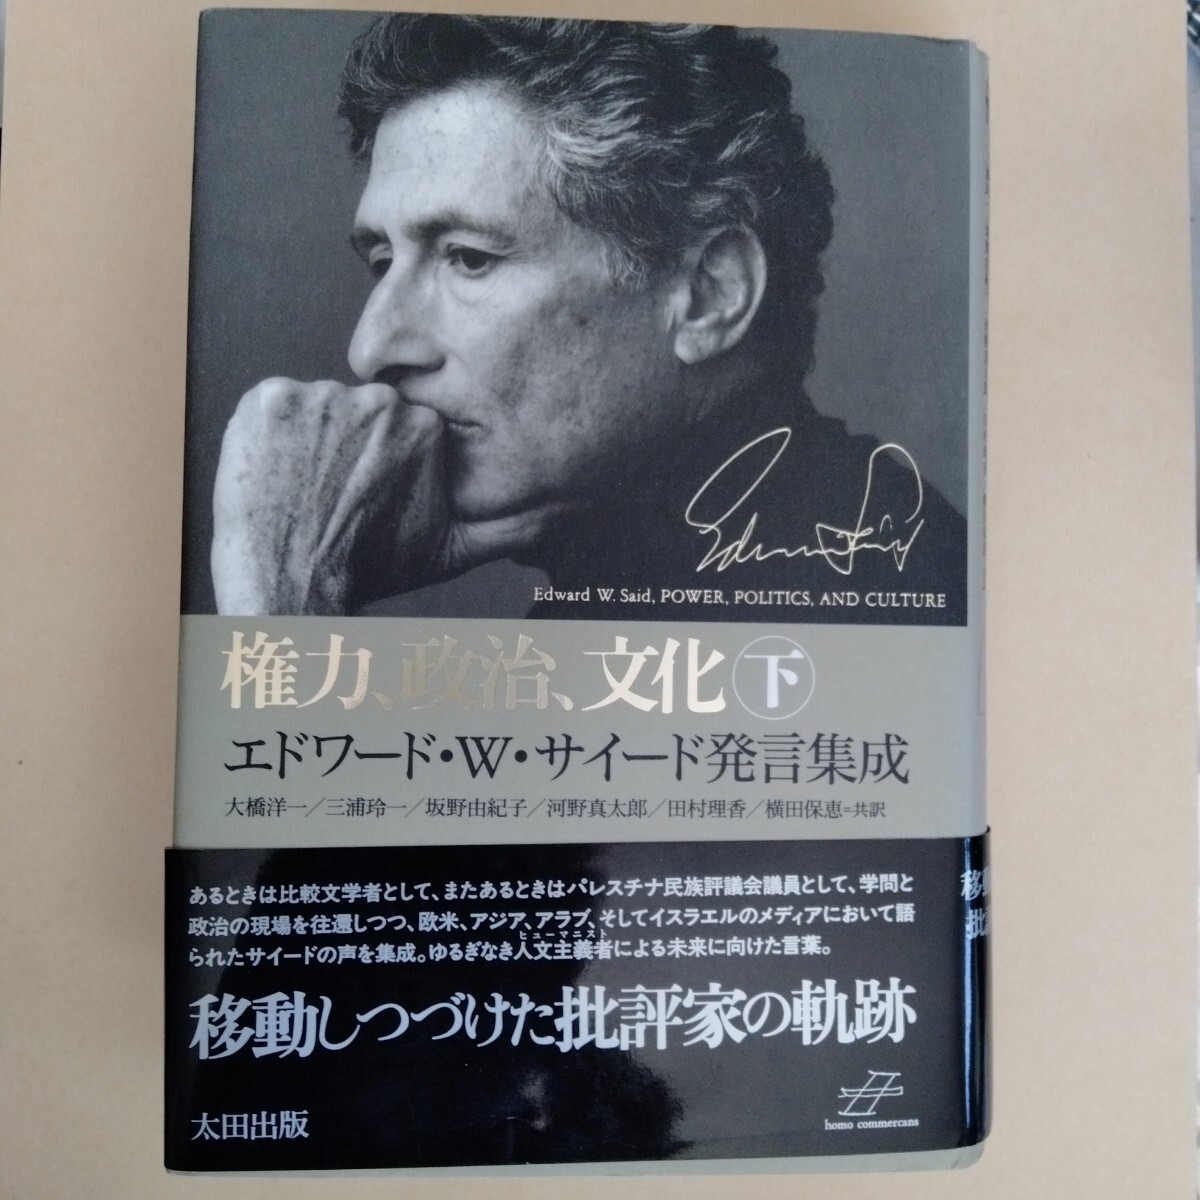 Edward Said
Edward W. Said, POWER, POLITICS, AND CULTURE
権力、政治、文化 下
エドワード・W・サイード発言集成
大橋洋一／三浦玲一／坂野由紀子／河野真太郎／田村理香／横田保恵=共訳
あるときは比較文学者として、またあるときはパレスチナ民族評議会議員として、学問と
政治の現場を往還しつつ、欧米、アジア、アラブ、そしてイスラエルのメディアにおいて語
ヒューマニスト
られたサイードの声を集成。ゆるぎなき人文主義者による未来に向けた言葉。
移動しつづけた批評家の軌跡
太田出版
homo commercans
移動